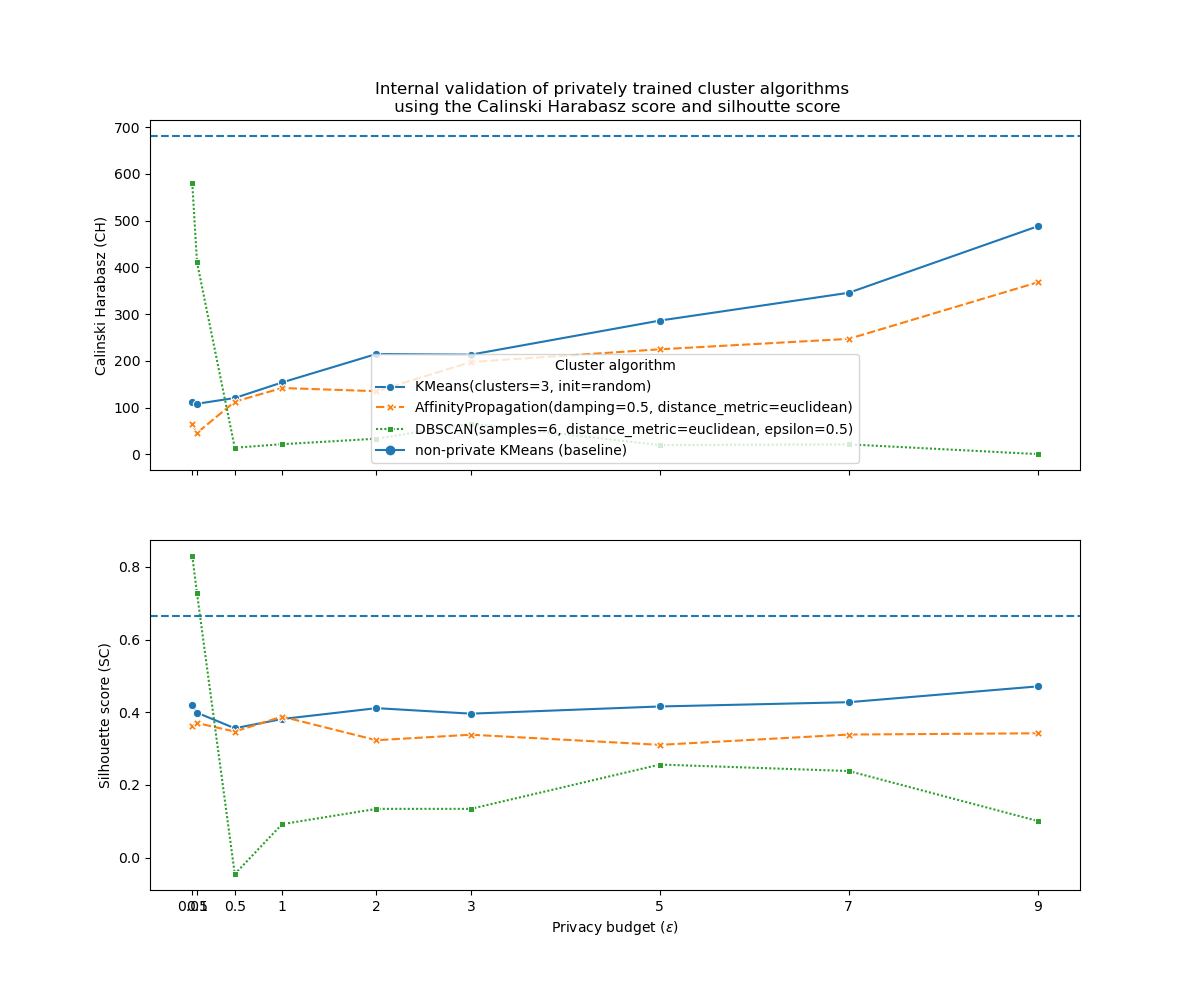 Internal validation of privately trained cluster algorithms
using the Calinski Harabasz score and silhoutte score
700
600
500
400
300
200
100
0
Calinski Harabasz (CH)
Cluster algorithm
KMeans(clusters=3, init=random)
AffinityPropagation(damping=0.5, distance_metric=euclidean)
DBSCAN(samples=6, distance_metric=euclidean, epsilon=0.5)
non-private KMeans (baseline)
0.8
0.6
0.4
0.2
0.0
Silhouette score (SC)
0.5 1 2 3 5 7 9
Privacy budget (ε)